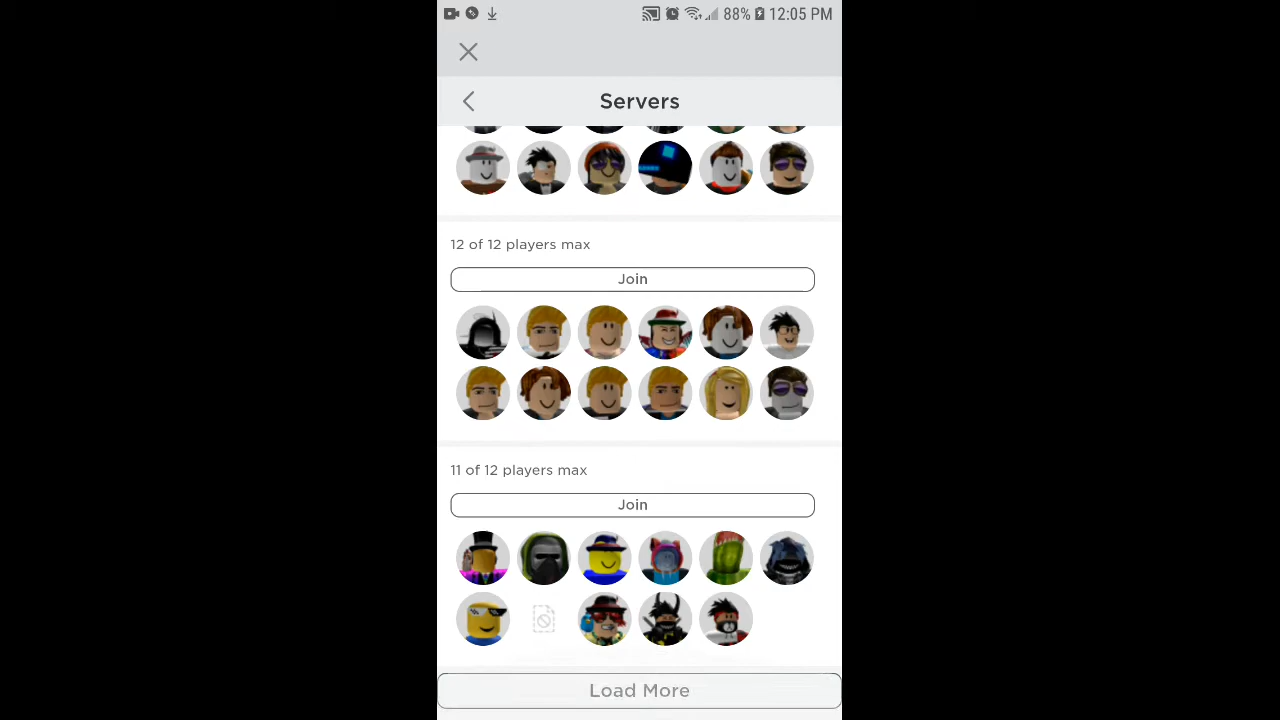 88% 12:05 PM
Servers
12 of 12 players max
Join
11 of 12 players max
Join
Load More